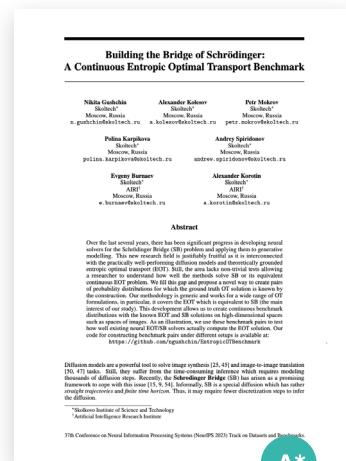 Building the Bridge of Schrödinger:
A Continuous Entropic Optimal Transport Benchmark
Nikita Gushchin
Skoltech*
Moscow, Russia
n.gushchin@skoltech.ru
Alexander Kolesov
Skoltech*
Moscow, Russia
a.kolesov@skoltech.ru
Petr Mokrov
Skoltech*
Moscow, Russia
petr.mokrov@skoltech.ru
Polina Karpikova
Skoltech*
Moscow, Russia
polina.karpikova@skoltech.ru
Andrey Spiridonov
Skoltech*
Moscow, Russia
andrew.spiridonov@skoltech.ru
Evgeny Burnaev
Skoltech*
AIRI†
Moscow, Russia
e.burnaev@skoltech.ru
Alexander Korotin
Skoltech*
AIRI†
Moscow, Russia
a.korotin@skoltech.ru
Abstract
Over the last several years, there has been significant progress in developing neural
solvers for the Schrödinger Bridge (SB) problem and applying them to generative
modelling. This new research field is justifiably fruitful as it is interconnected
with the practically well-performing diffusion models and theoretically grounded
entropic optimal transport (EOT). Still, the area lacks non-trivial tests allowing
a researcher to understand how well the methods solve SB or its equivalent
continuous EOT problem. We fill this gap and propose a novel way to create pairs
of probability distributions for which the ground truth OT solution is known by
the construction. Our methodology is generic and works for a wide range of OT
formulations, in particular, it covers the EOT which is equivalent to SB (the main
interest of our study). This development allows us to create continuous benchmark
distributions with the known EOT and SB solutions on high-dimensional spaces
such as spaces of images. As an illustration, we use these benchmark pairs to test
how well existing neural EOT/SB solvers actually compute the EOT solution. Our
code for constructing benchmark pairs under different setups is available at:
https://github.com/ngushchin/EntropicOTBenchmark
Diffusion models are a powerful tool to solve image synthesis [25, 45] and image-to-image translation
[50, 47] tasks. Still, they suffer from the time-consuming inference which requires modeling
thousands of diffusion steps. Recently, the Schrodinger Bridge (SB) has arisen as a promising
framework to cope with this issue [15, 9, 54]. Informally, SB is a special diffusion which has rather
straight trajectories and finite time horizon. Thus, it may require fewer discretization steps to infer
the diffusion.
*Skolkovo Institute of Science and Technology
†Artificial Intelligence Research Institute
37th Conference on Neural Information Processing Systems (NeurIPS 2023) Track on Datasets and Benchmarks.
A*